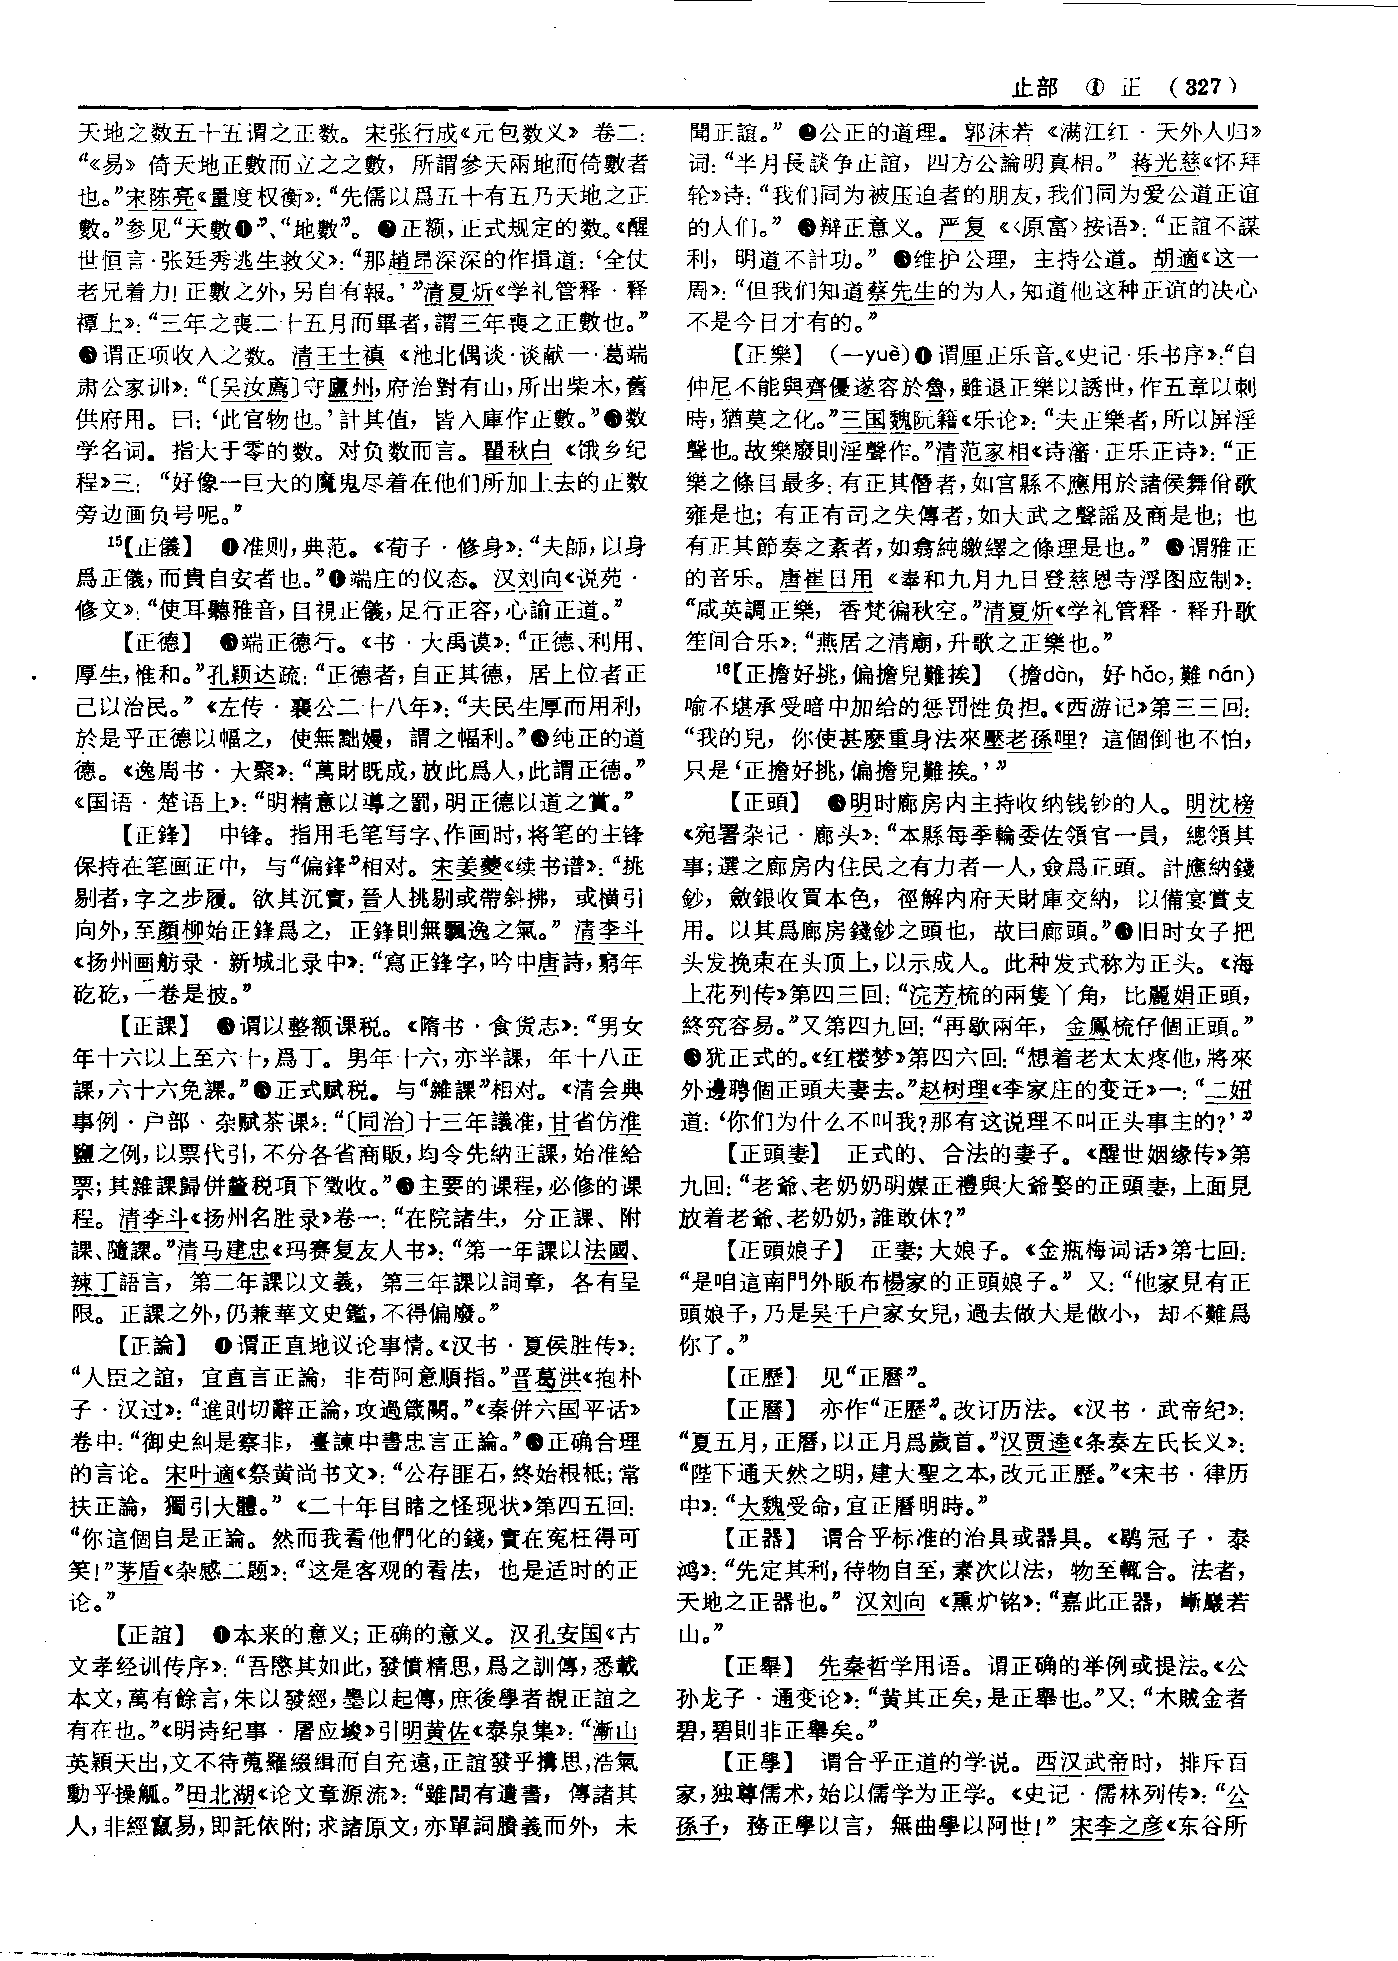 止部 ① 正 (327)
天地之数五十五谓之正数。宋张行成《元包数义》卷二：
“《易》倚天地正數而立之之數，所謂參天兩地而倚數者
也。”宋陈亮《量度权衡》：“先儒以爲五十有五乃天地之正
數。”参见“天數❶”、“地數”。❷正额，正式规定的数。《醒
世恒言·张廷秀逃生救父》：“那趙昂深深的作揖道：‘全仗
老兄着力！正數之外，另自有報。’”清夏炘《学礼管释·释
禫上》：“三年之喪二十五月而畢者，謂三年喪之正數也。”
❸谓正项收入之数。清王士禛《池北偶谈·谈献一·葛端
肃公家训》：“〔吴汝廌〕守廬州，府治對有山，所出柴木，舊
供府用。曰：‘此官物也。’計其值，皆入庫作正數。”❹数
学名词。指大于零的数。对负数而言。瞿秋白《饿乡纪
程》三：“好像一巨大的魔鬼尽着在他们所加上去的正数
旁边画负号呢。”
15【正儀】 ❶准则，典范。《荀子·修身》：“夫師，以身
爲正儀，而貴自安者也。”❷端庄的仪态。汉刘向《说苑·
修文》：“使耳聽雅音，目視正儀，足行正容，心諭正道。”
【正德】 ❶端正德行。《书·大禹谟》：“正德、利用、
厚生，惟和。”孔颖达疏：“正德者，自正其德，居上位者正
己以治民。”《左传·襄公二十八年》：“夫民生厚而用利，
於是乎正德以幅之，使無黜嫚，謂之幅利。”❷纯正的道
德。《逸周书·大聚》：“萬財既成，放此爲人，此謂正德。”
《国语·楚语上》：“明精意以導之罰，明正德以道之賞。”
【正鋒】 中锋。指用毛笔写字、作画时，将笔的主锋
保持在笔画正中，与“偏鋒”相对。宋姜夔《续书谱》：“挑
剔者，字之步履。欲其沉實，晉人挑剔或帶斜拂，或横引
向外，至顔柳始正鋒爲之，正鋒則無飄逸之氣。”清李斗
《扬州画舫录·新城北录中》：“寫正鋒字，吟中唐詩，窮年
矻矻，一卷是披。”
【正課】 ❶谓以整额课税。《隋书·食货志》：“男女
年十六以上至六十，爲丁。男年十六，亦半課，年十八正
課，六十六免課。”❷正式赋税。与“雜課”相对。《清会典
事例·户部·杂赋茶课》：“〔同治〕十三年議准，甘省仿淮
鹽之例，以票代引，不分各省商販，均令先納正課，始准给
票；其雜課歸併釐税項下徵收。”❸主要的课程，必修的课
程。清李斗《扬州名胜录》卷一：“在院諸生，分正課、附
課、隨課。”清马建忠《玛赛复友人书》：“第一年課以法國、
辣丁語言，第二年課以文義，第三年課以詞章，各有呈
限。正課之外，仍兼華文史鑑，不得偏廢。”
【正論】 ❶谓正直地议论事情。《汉书·夏侯胜传》：
“人臣之誼，宜直言正論，非苟阿意順指。”晋葛洪《抱朴
子·汉过》：“進則切辭正論，攻過箴闕。”《秦併六国平话》
卷中：“御史糾是察非，臺諫中書忠言正論。”❷正确合理
的言论。宋叶適《祭黄尚书文》：“公存匪石，終始根柢；常
扶正論，獨引大體。”《二十年目睹之怪现状》第四五回：
“你這個自是正論。然而我看他們化的錢，實在冤枉得可
笑！”茅盾《杂感二题》：“这是客观的看法，也是适时的正
论。”
【正誼】 ❶本来的意义；正确的意义。汉孔安国《古
文孝经训传序》：“吾愍其如此，發憤精思，爲之訓傳，悉載
本文，萬有餘言，朱以發經，墨以起傳，庶後學者覩正誼之
有在也。”《明诗纪事·屠应埈》引明黄佐《泰泉集》：“漸山
英穎天出，文不待蒐羅綴緝而自充遠，正誼發乎構思，浩氣
動乎操觚。”田北湖《论文章源流》：“雖間有遺書，傳諸其
人，非經竄易，即託依附；求諸原文，亦單詞賸義而外，未
聞正誼。”❷公正的道理。郭沫若《满江红·天外人归》
词：“半月長談争正誼，四方公論明真相。”蒋光慈《怀拜
轮》诗：“我们同为被压迫者的朋友，我们同为爱公道正谊
的人们。”❸辩正意义。严复《〈原富〉按语》：“正誼不謀
利，明道不計功。”❹维护公理，主持公道。胡適《这一
周》：“但我们知道蔡先生的为人，知道他这种正谊的决心
不是今日才有的。”
【正樂】 (—yuè)❶谓厘正乐音。《史记·乐书序》：“自
仲尼不能與齊優遂容於魯，雖退正樂以誘世，作五章以刺
時，猶莫之化。”三国魏阮籍《乐论》：“夫正樂者，所以屏淫
聲也。故樂廢則淫聲作。”清范家相《诗瀋·正乐正诗》：“正
樂之條目最多：有正其僭者，如官縣不應用於諸侯舞佾歌
雍是也；有正有司之失傳者，如大武之聲謡及商是也；也
有正其節奏之紊者，如翕純皦繹之條理是也。”❷谓雅正
的音乐。唐崔日用《奉和九月九日登慈恩寺浮图应制》：
“咸英調正樂，香梵徧秋空。”清夏炘《学礼管释·释升歌
笙间合乐》：“燕居之清廟，升歌之正樂也。”
16【正擔好挑，偏擔兒難挨】 (擔dàn，好hǎo，難nán)
喻不堪承受暗中加给的惩罚性负担。《西游记》第三三回：
“我的兒，你使甚麽重身法來壓老孫哩？這個倒也不怕，
只是‘正擔好挑，偏擔兒難挨。’”
【正頭】 ❶明时廊房内主持收纳钱钞的人。明沈榜
《宛署杂记·廊头》：“本縣每季輪委佐領官一員，總領其
事；選之廊房内住民之有力者一人，僉爲正頭。計應納錢
鈔，斂銀收買本色，徑解内府天財庫交納，以備宴賞支
用。以其爲廊房錢鈔之頭也，故曰廊頭。”❷旧时女子把
头发挽束在头顶上，以示成人。此种发式称为正头。《海
上花列传》第四三回：“浣芳梳的兩隻丫角，比麗娟正頭，
終究容易。”又第四九回：“再歇兩年，金鳳梳仔個正頭。”
❸犹正式的。《红楼梦》第四六回：“想着老太太疼他，將來
外邊聘個正頭夫妻去。”赵树理《李家庄的变迁》一：“二妞
道：‘你们为什么不叫我？那有这说理不叫正头事主的？’”
【正頭妻】 正式的、合法的妻子。《醒世姻缘传》第
九回：“老爺、老奶奶明媒正禮與大爺娶的正頭妻，上面見
放着老爺、老奶奶，誰敢休？”
【正頭娘子】 正妻；大娘子。《金瓶梅词话》第七回：
“是咱這南門外販布楊家的正頭娘子。”又：“他家見有正
頭娘子，乃是吴千户家女兒，過去做大是做小，却不難爲
你了。”
【正歷】 见“正曆”。
【正曆】 亦作“正歷”。改订历法。《汉书·武帝纪》：
“夏五月，正曆，以正月爲歲首。”汉贾逵《条奏左氏长义》：
“陛下通天然之明，建大聖之本，改元正歷。”《宋书·律历
中》：“大魏受命，宜正曆明時。”
【正器】 谓合乎标准的治具或器具。《鹖冠子·泰
鸿》：“先定其利，待物自至，素次以法，物至輒合。法者，
天地之正器也。”汉刘向《熏炉铭》：“嘉此正器，嶃巖若
山。”
【正舉】 先秦哲学用语。谓正确的举例或提法。《公
孙龙子·通变论》：“黄其正矣，是正舉也。”又：“木賊金者
碧，碧則非正舉矣。”
【正學】 谓合乎正道的学说。西汉武帝时，排斥百
家，独尊儒术，始以儒学为正学。《史记·儒林列传》：“公
孫子，務正學以言，無曲學以阿世！”宋李之彦《东谷所